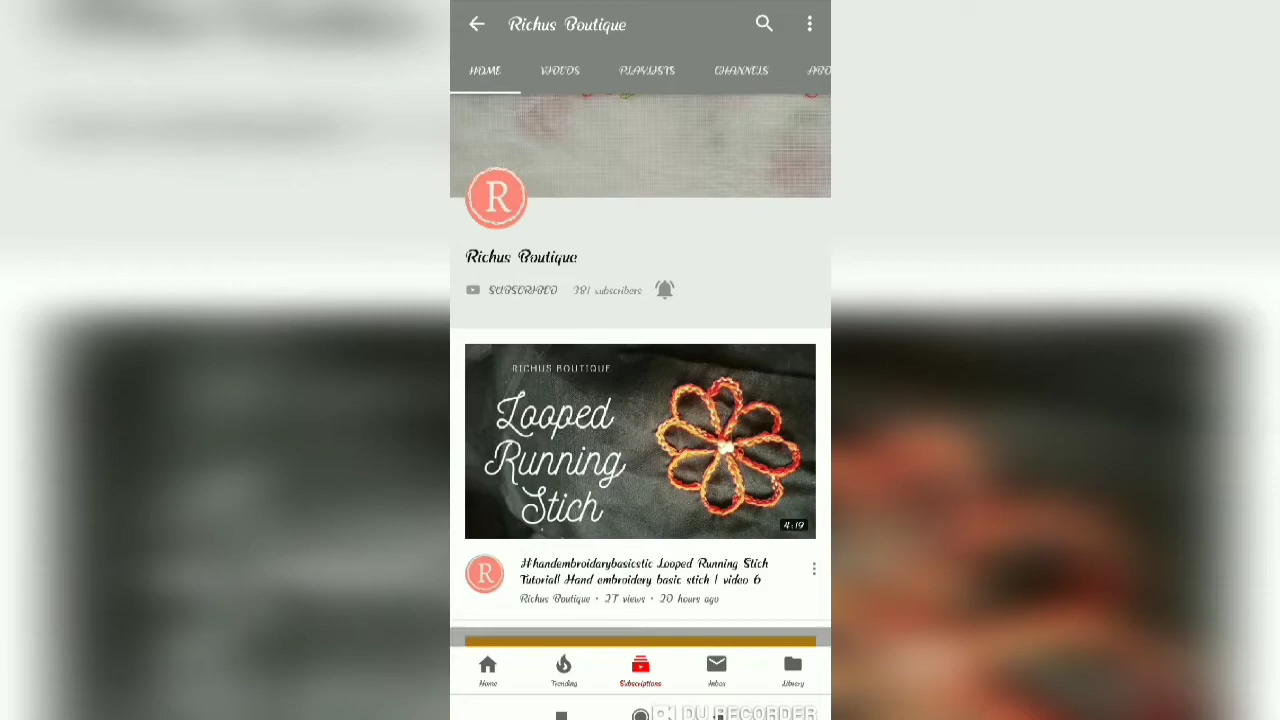 Richus Boutique
HOME VIDEOS PLAYLISTS CHANNELS ABO
R
Richus Boutique
SUBSCRIBED 381 subscribers
RICHUS BOUTIQUE
Looped
Running
Stich
4:19
R
#handembroidarybasicstic Looped Running Stich
Tutorial| Hand embroidery basic stich | video 6
Richus Boutique · 27 views · 20 hours ago
Home Trending Subscriptions Inbox Library
DU RECORDER